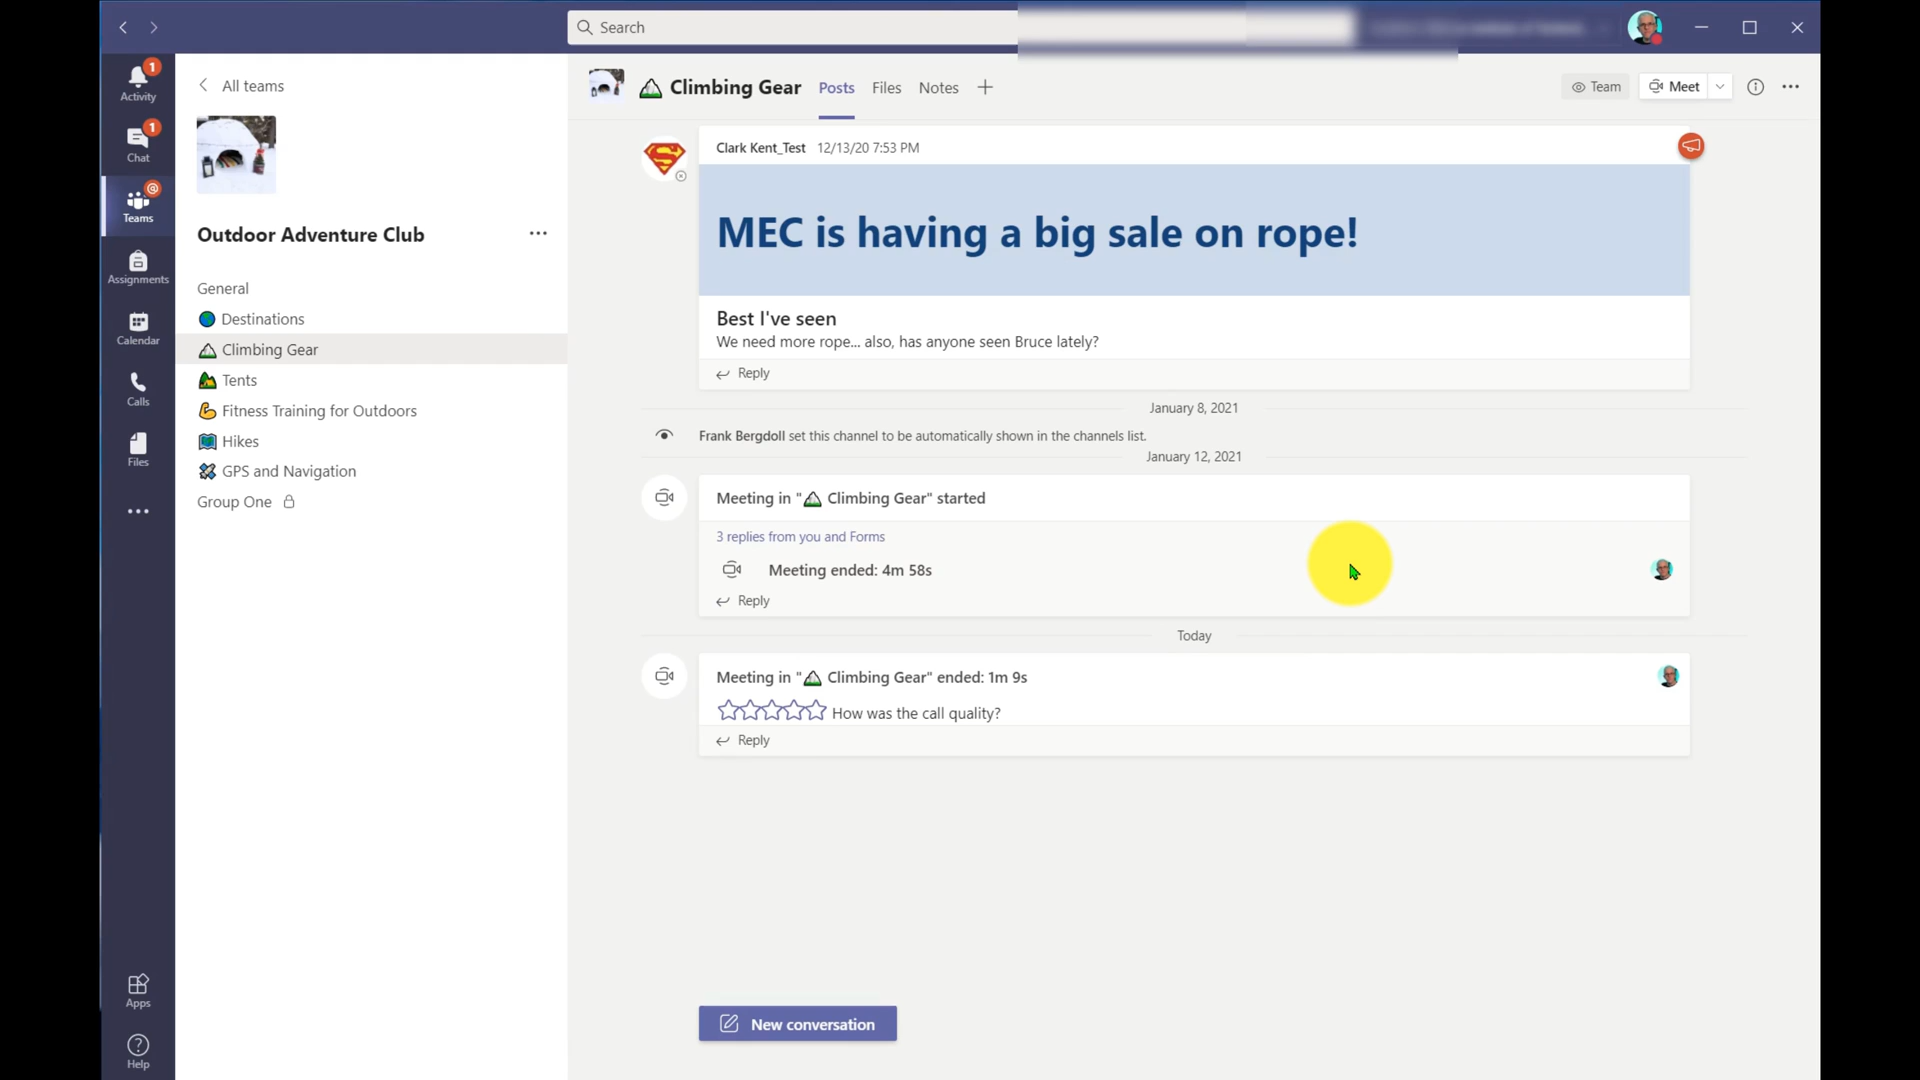 Search
Activity
1
Chat
1
Teams
@
Assignments
Calendar
Calls
Files
Apps
Help
All teams
Outdoor Adventure Club
General
Destinations
Climbing Gear
Tents
Fitness Training for Outdoors
Hikes
GPS and Navigation
Group One
Climbing Gear
Posts
Files
Notes
Team
Meet
Clark Kent_Test 12/13/20 7:53 PM
MEC is having a big sale on rope!
Best I've seen
We need more rope... also, has anyone seen Bruce lately?
Reply
January 8, 2021
Frank Bergdoll set this channel to be automatically shown in the channels list.
January 12, 2021
Meeting in "Climbing Gear" started
3 replies from you and Forms
Meeting ended: 4m 58s
Reply
Today
Meeting in "Climbing Gear" ended: 1m 9s
How was the call quality?
Reply
New conversation